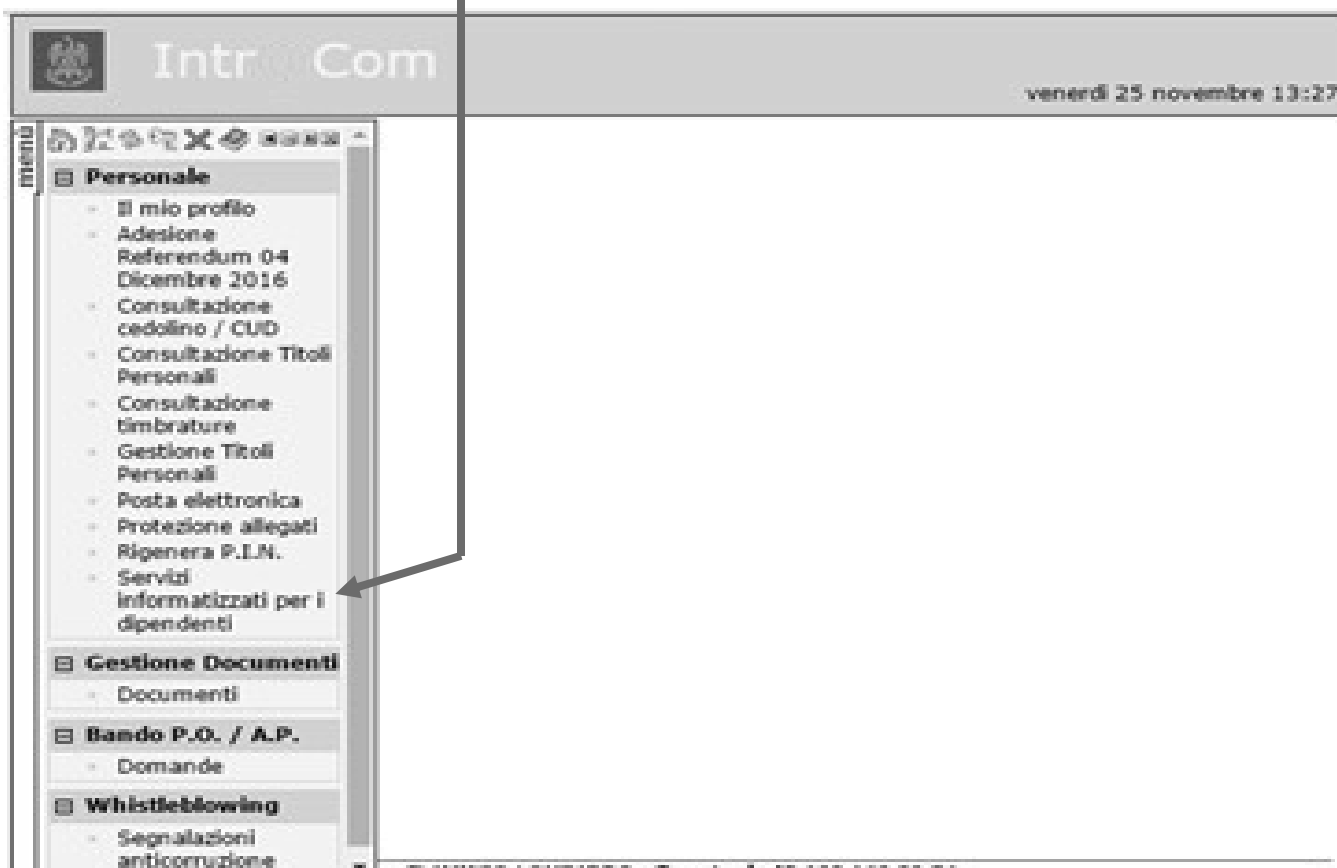 Intr Com
venerdì 25 novembre 13:27
menù
Personale
Il mio profilo
Adesione
Referendum 04
Dicembre 2016
Consultazione
cedolino / CUD
Consultazione Titoli
Personali
Consultazione
timbrature
Gestione Titoli
Personali
Posta elettronica
Protezione allegati
Rigenera P.I.N.
Servizi
informatizzati per i
dipendenti
Gestione Documenti
Documenti
Bando P.O. / A.P.
Domande
Whistleblowing
Segnalazioni
anticorruzione